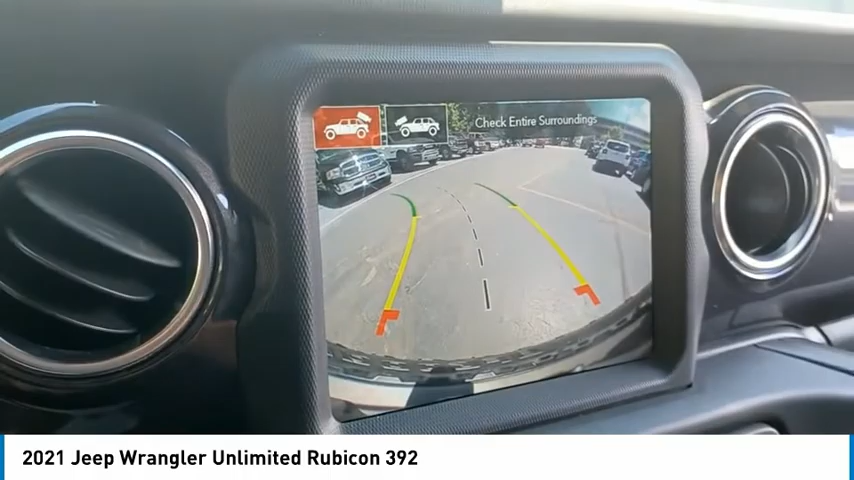 Check Entire Surroundings
2021 Jeep Wrangler Unlimited Rubicon 392